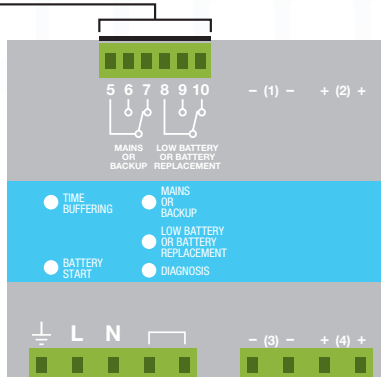 5 6 7 8 9 10
- (1) - + (2) +
MAINS
OR
BACKUP
LOW BATTERY
OR BATTERY
REPLACEMENT
TIME
BUFFERING
MAINS
OR
BACKUP
LOW BATTERY
OR BATTERY
REPLACEMENT
BATTERY
START
DIAGNOSIS
L N
- (3) - + (4) +